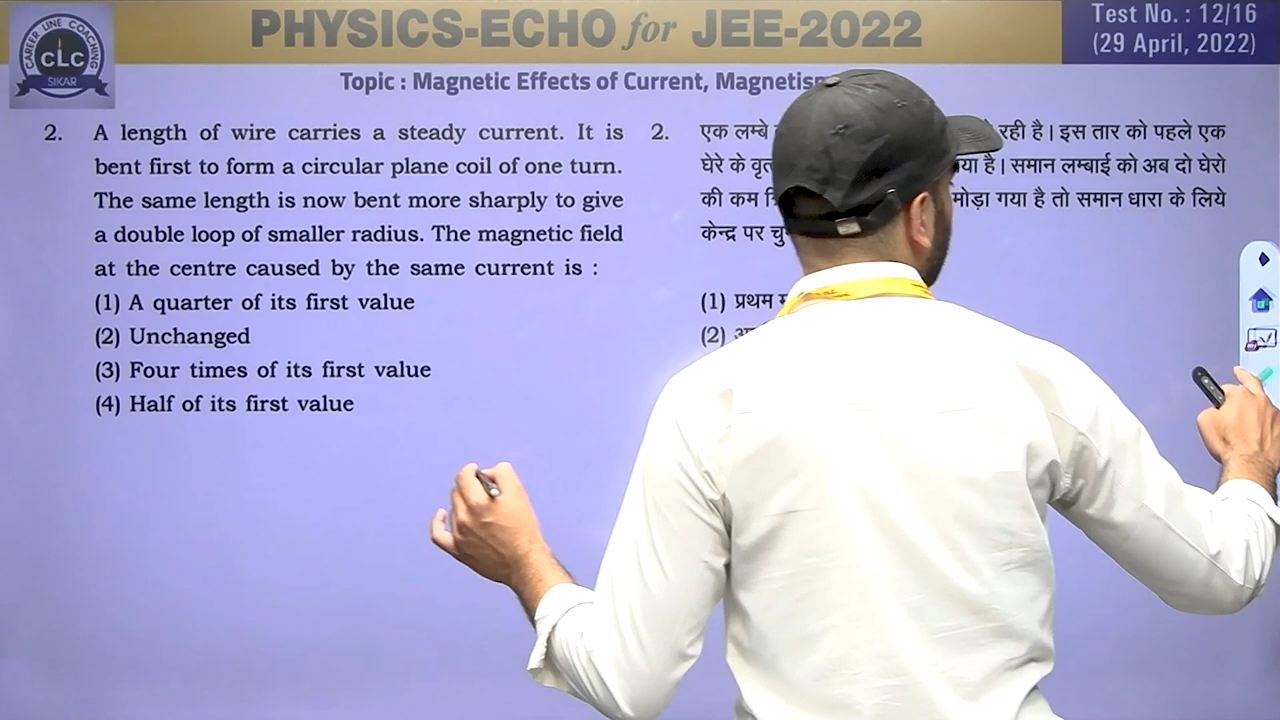 PHYSICS-ECHO for JEE-2022
Test No. : 12/16
(29 April, 2022)
CAREER LINE COACHING
CLC
SIKAR
Topic : Magnetic Effects of Current, Magnetism
2. A length of wire carries a steady current. It is
bent first to form a circular plane coil of one turn.
The same length is now bent more sharply to give
a double loop of smaller radius. The magnetic field
at the centre caused by the same current is :
(1) A quarter of its first value
(2) Unchanged
(3) Four times of its first value
(4) Half of its first value
2. एक लम्बे रही है। इस तार को पहले एक
घेरे के है। समान लम्बाई को अब दो घेरो
की कम मोड़ा गया है तो समान धारा के लिये
केन्द्र पर
(1) प्रथम
(2)